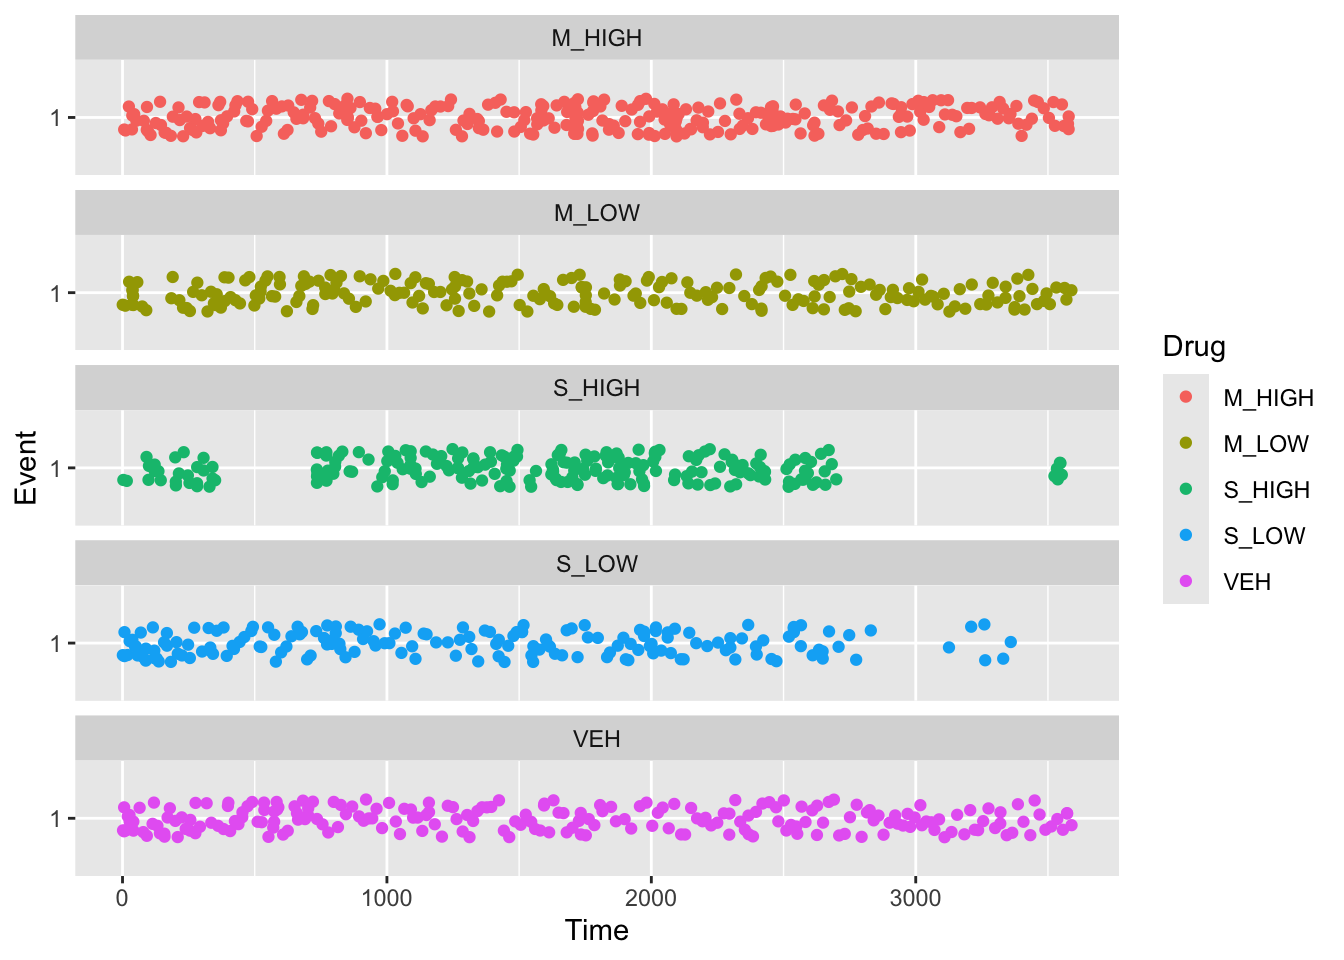 M_HIGH
1
M_LOW
1
S_HIGH
1
S_LOW
1
VEH
1
0 1000 2000 3000
Time
Event
Drug
M_HIGH
M_LOW
S_HIGH
S_LOW
VEH